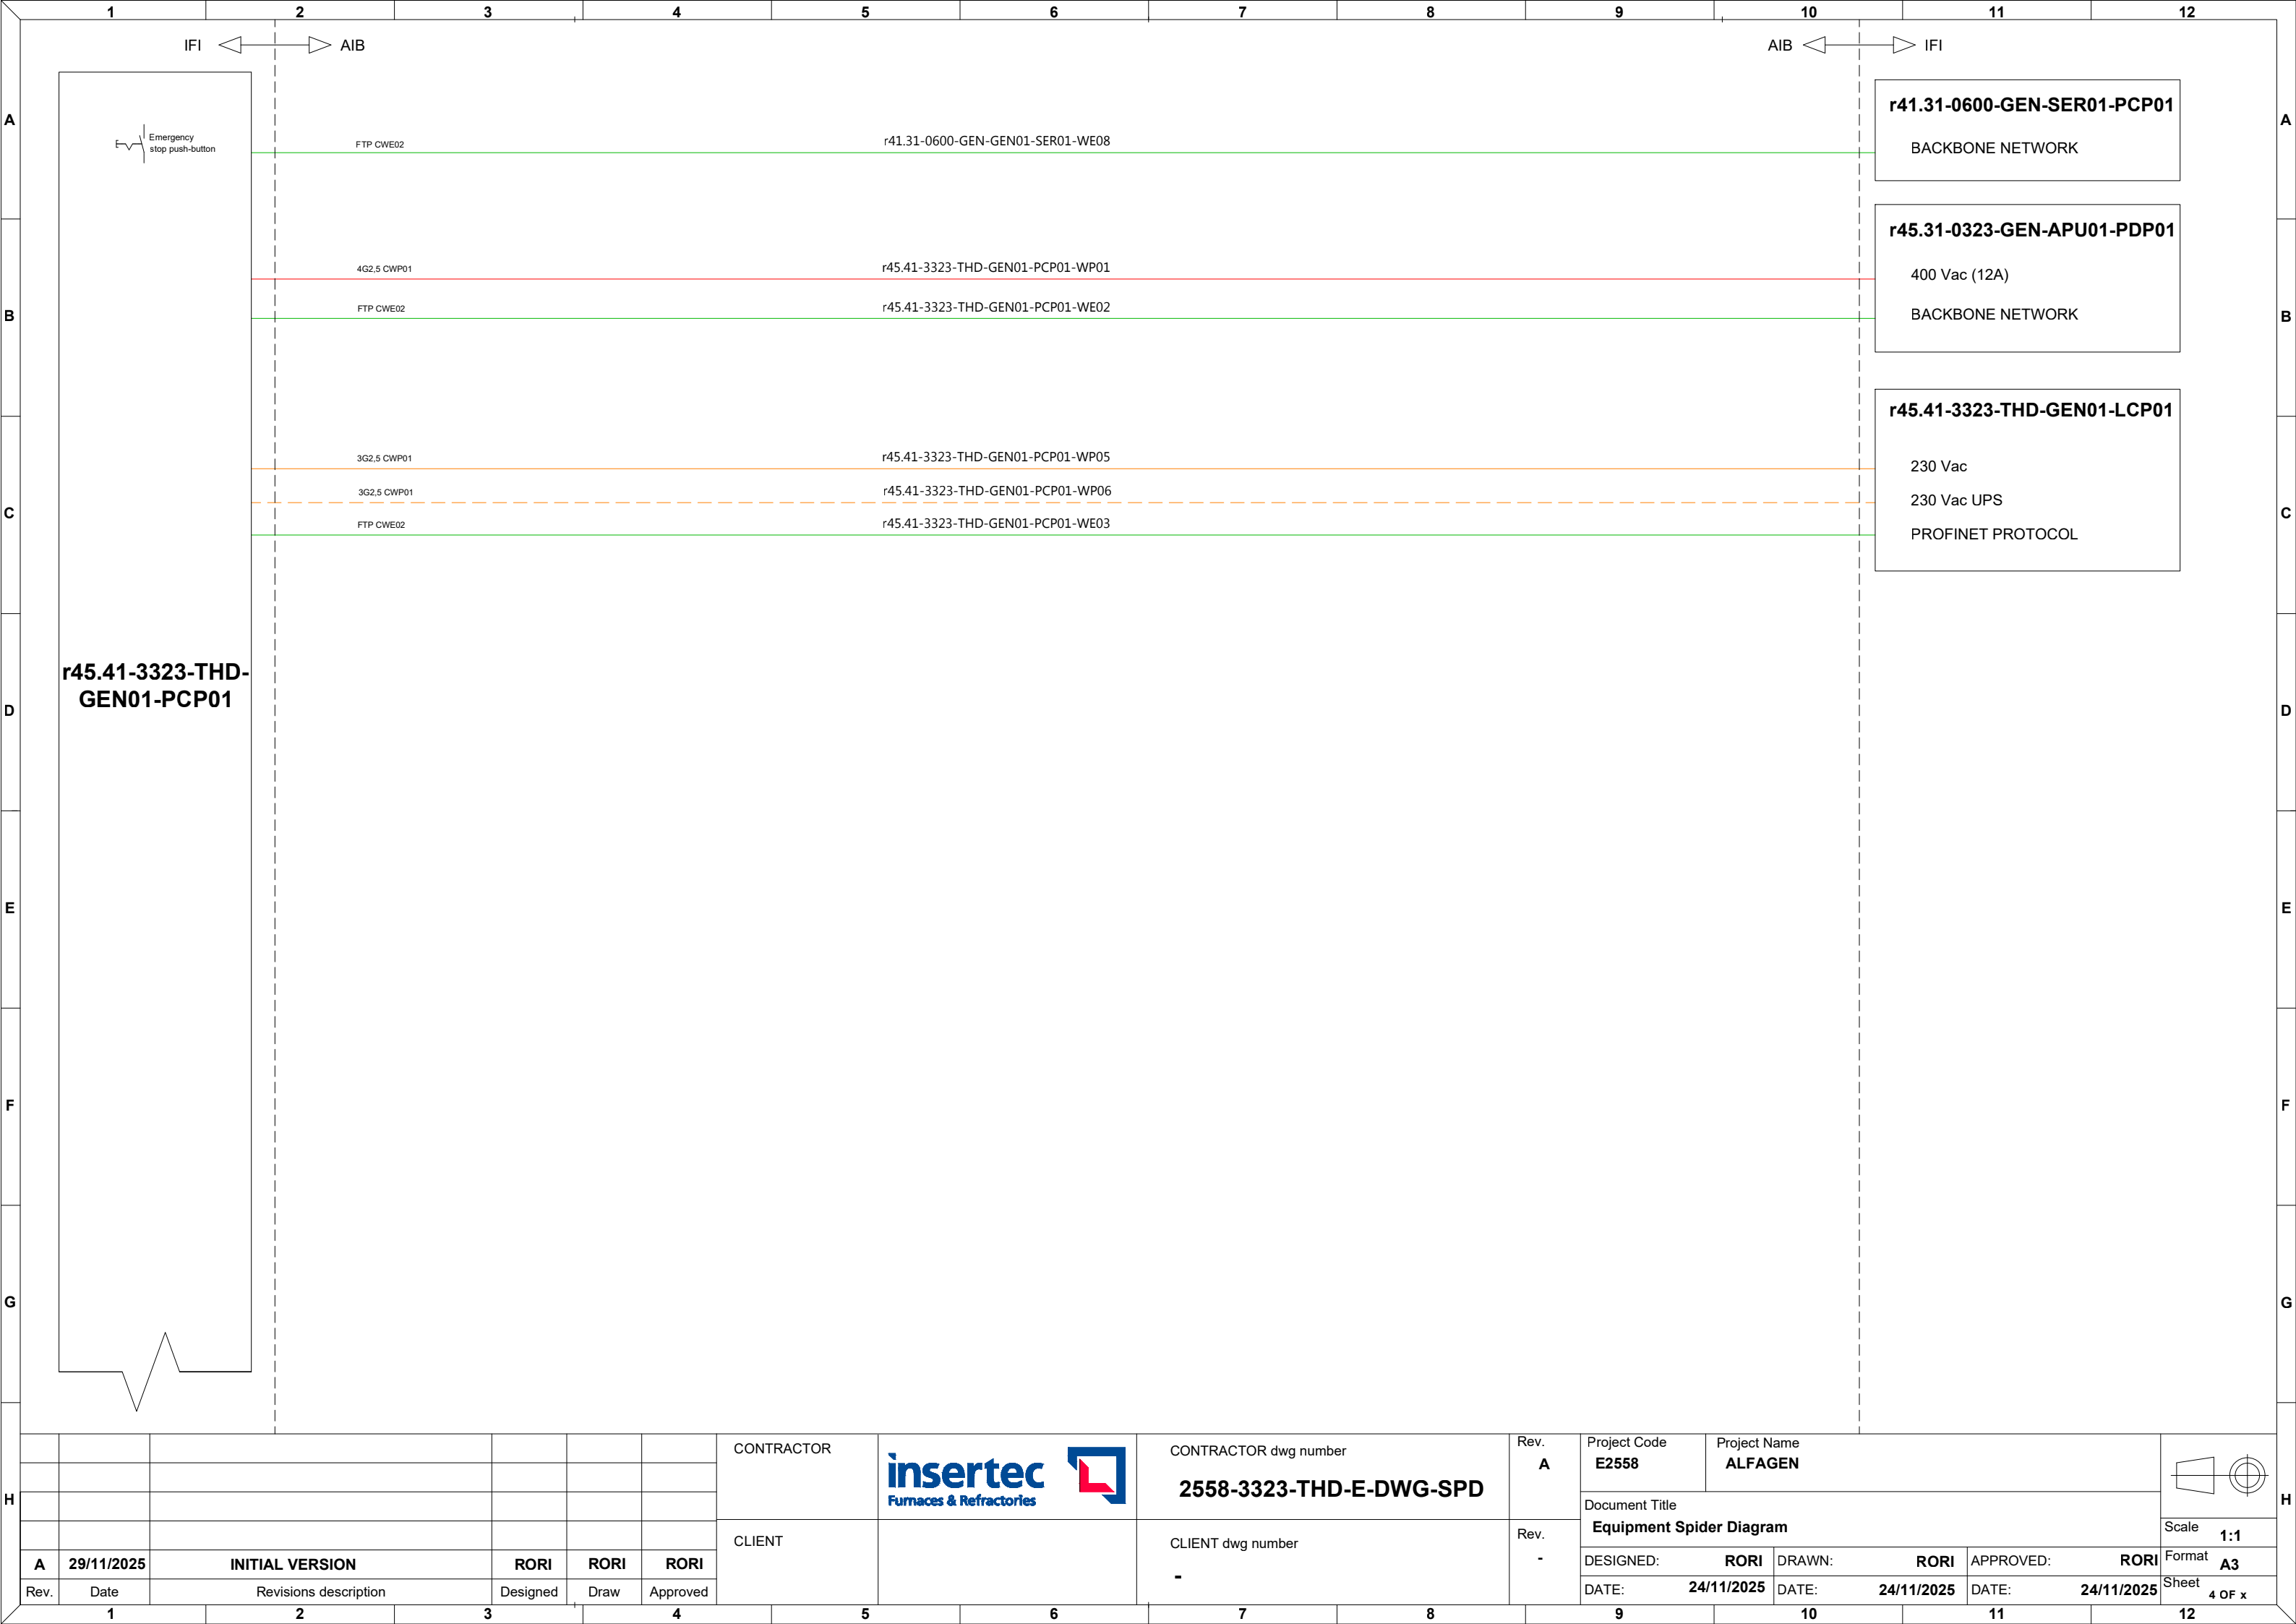 1 2 3 4 5 6 7 8 9 10 11 12
IFI AIB
AIB IFI
A A
Emergency
stop push-button
FTP CWE02
r41.31-0600-GEN-GEN01-SER01-WE08
r41.31-0600-GEN-SER01-PCP01
BACKBONE NETWORK
r45.31-0323-GEN-APU01-PDP01
4G2,5 CWP01
r45.41-3323-THD-GEN01-PCP01-WP01
400 Vac (12A)
B B
FTP CWE02
r45.41-3323-THD-GEN01-PCP01-WE02
BACKBONE NETWORK
r45.41-3323-THD-GEN01-LCP01
3G2,5 CWP01
r45.41-3323-THD-GEN01-PCP01-WP05
230 Vac
3G2,5 CWP01
r45.41-3323-THD-GEN01-PCP01-WP06
230 Vac UPS
C C
FTP CWE02
r45.41-3323-THD-GEN01-PCP01-WE03
PROFINET PROTOCOL
r45.41-3323-THD-
GEN01-PCP01
D D
E E
F F
G G
H H
A 29/11/2025 INITIAL VERSION RORI RORI RORI
Rev. Date Revisions description Designed Draw Approved
CONTRACTOR
insertec
Furnaces & Refractories
CLIENT
CONTRACTOR dwg number
2558-3323-THD-E-DWG-SPD
Rev.
A
CLIENT dwg number
-
Rev.
-
Project Code
E2558
Project Name
ALFAGEN
Document Title
Equipment Spider Diagram
DESIGNED: RORI DRAWN: RORI APPROVED: RORI
DATE: 24/11/2025 DATE: 24/11/2025 DATE: 24/11/2025
Scale
1:1
Format
A3
Sheet
4 OF x
1 2 3 4 5 6 7 8 9 10 11 12